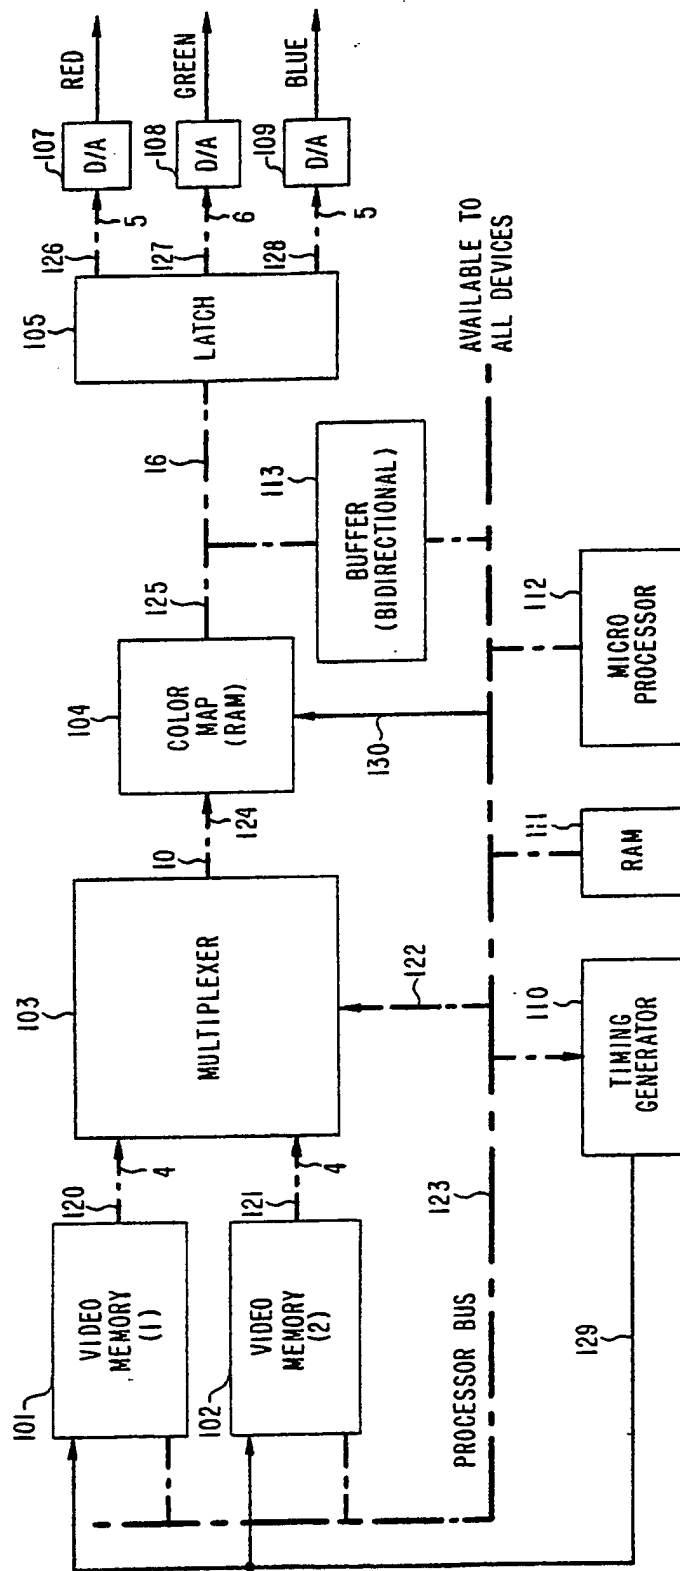 101
VIDEO
MEMORY
(1)
120
4
102
VIDEO
MEMORY
(2)
121
4
103
MULTIPLEXER
122
10
124
104
COLOR
MAP
(RAM)
130
125
16
113
BUFFER
(BIDIRECTIONAL)
105
LATCH
126
5
107
D/A
RED
127
6
108
D/A
GREEN
128
5
109
D/A
BLUE
PROCESSOR BUS
123
AVAILABLE TO
ALL DEVICES
129
110
TIMING
GENERATOR
111
RAM
112
MICRO
PROCESSOR